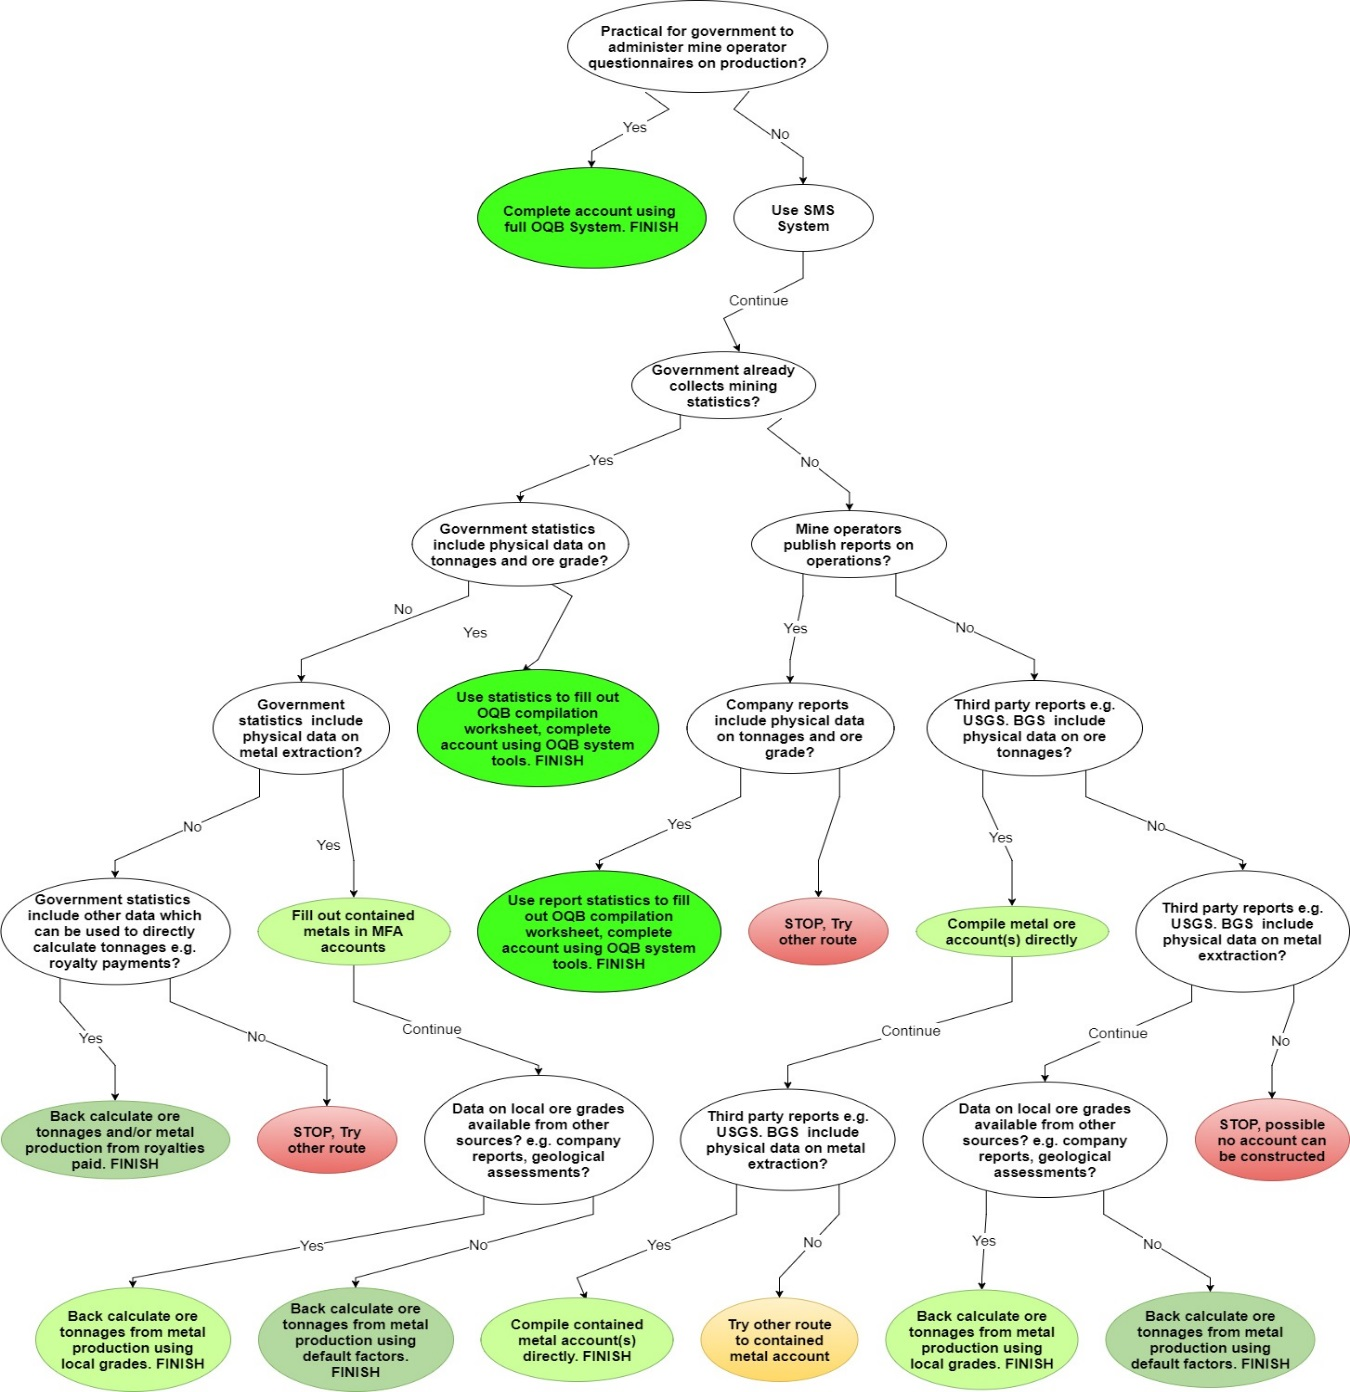 Practical for government to
administer mine operator
questionnaires on production?
Yes
No
Complete account using
full OQB System. FINISH
Use SMS
System
Continue
Government already
collects mining
statistics?
Yes
No
Government statistics
include physical data on
tonnages and ore grade?
Mine operators
publish reports on
operations?
No
Yes
Yes
No
Government
statistics  include
physical data on
metal extraction?
Use statistics to fill out
OQB compilation
worksheet, complete
account using OQB system
tools. FINISH
Company reports
include physical data
on tonnages and ore
grade?
Third party reports e.g.
USGS. BGS  include
physical data on ore
tonnages?
No
Yes
Yes
Yes
No
Government statistics
include other data which
can be used to directly
calculate tonnages e.g.
royalty payments?
Fill out contained
metals in MFA
accounts
Use report statistics to fill
out OQB compilation
worksheet, complete
account using OQB system
tools. FINISH
STOP, Try
other route
Compile metal ore
account(s) directly
Third party reports e.g.
USGS. BGS  include
physical data on metal
exxtraction?
Yes
No
Continue
Continue
Continue
No
Back calculate ore
tonnages and/or metal
production from royalties
paid. FINISH
STOP, Try
other route
Data on local ore grades
available from other
sources? e.g. company
reports, geological
assessments?
Third party reports e.g.
USGS. BGS  include
physical data on metal
extraction?
Data on local ore grades
available from other
sources? e.g. company
reports, geological
assessments?
STOP, possible
no account can
be constructed
Yes
No
Yes
No
Yes
No
Back calculate ore
tonnages from metal
production using
local grades. FINISH
Back calculate ore
tonnages from metal
production using
default factors.
FINISH
Compile contained
metal account(s)
directly. FINISH
Try other route
to contained
metal account
Back calculate ore
tonnages from metal
production using
local grades. FINISH
Back calculate ore
tonnages from metal
production using
default factors. FINISH